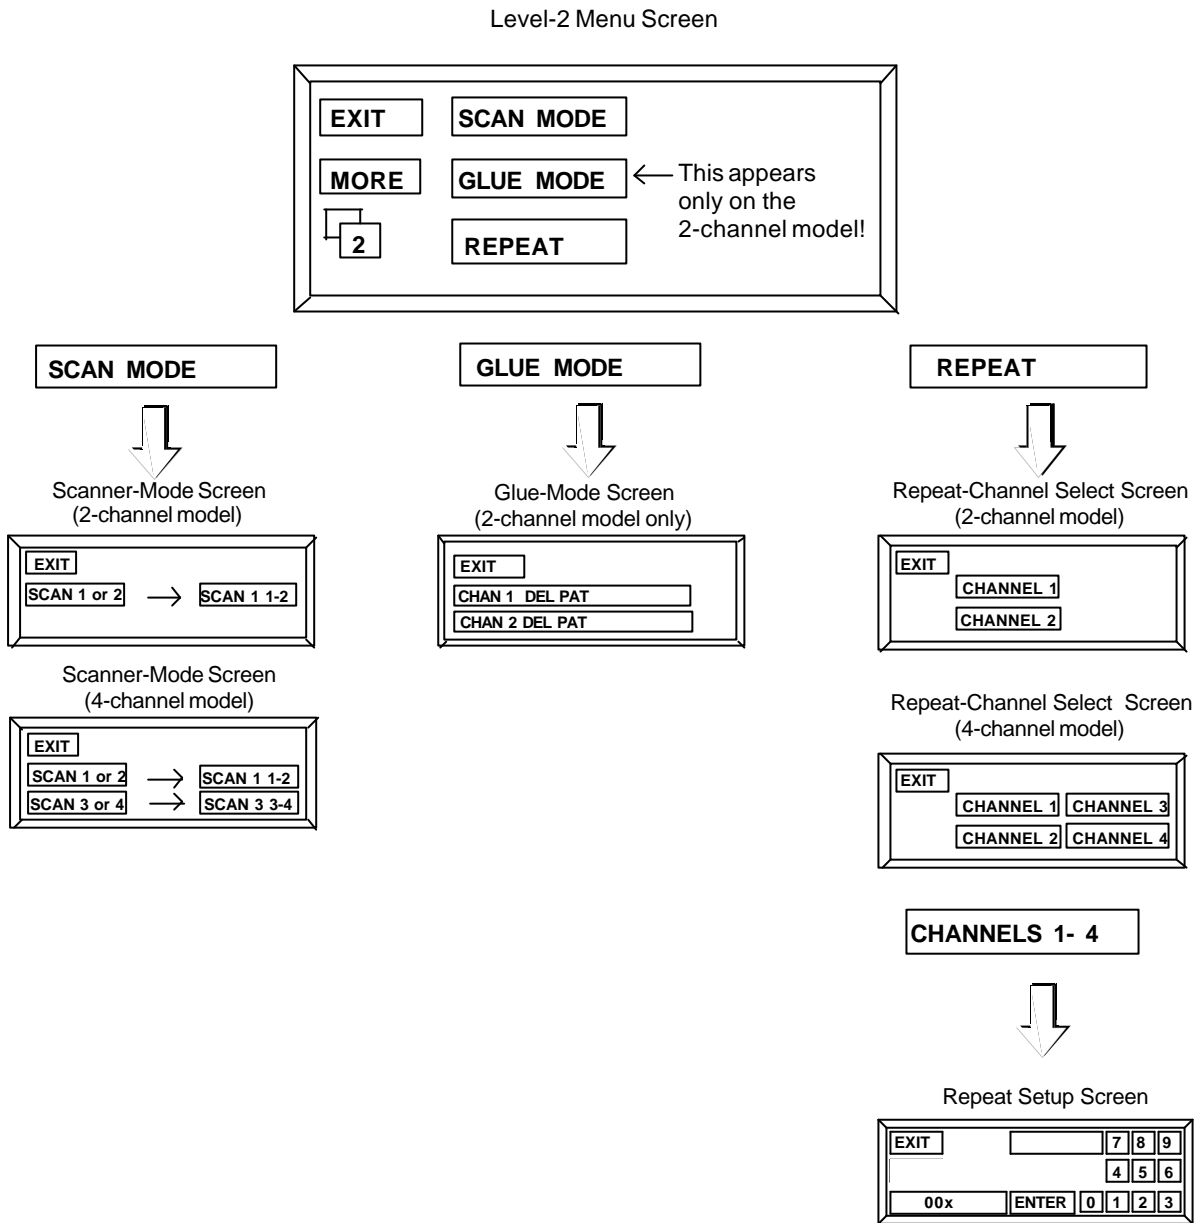 Level-2 Menu Screen
EXIT
SCAN MODE
MORE
GLUE MODE
This appears
only on the
2-channel model!
2
REPEAT
SCAN MODE
Scanner-Mode Screen
(2-channel model)
EXIT
SCAN 1 or 2
SCAN 1 1-2
Scanner-Mode Screen
(4-channel model)
EXIT
SCAN 1 or 2
SCAN 1 1-2
SCAN 3 or 4
SCAN 3 3-4
GLUE MODE
Glue-Mode Screen
(2-channel model only)
EXIT
CHAN 1 DEL PAT
CHAN 2 DEL PAT
REPEAT
Repeat-Channel Select Screen
(2-channel model)
EXIT
CHANNEL 1
CHANNEL 2
Repeat-Channel Select Screen
(4-channel model)
EXIT
CHANNEL 1 CHANNEL 3
CHANNEL 2 CHANNEL 4
CHANNELS 1- 4
Repeat Setup Screen
EXIT 7 8 9
4 5 6
00x ENTER 0 1 2 3